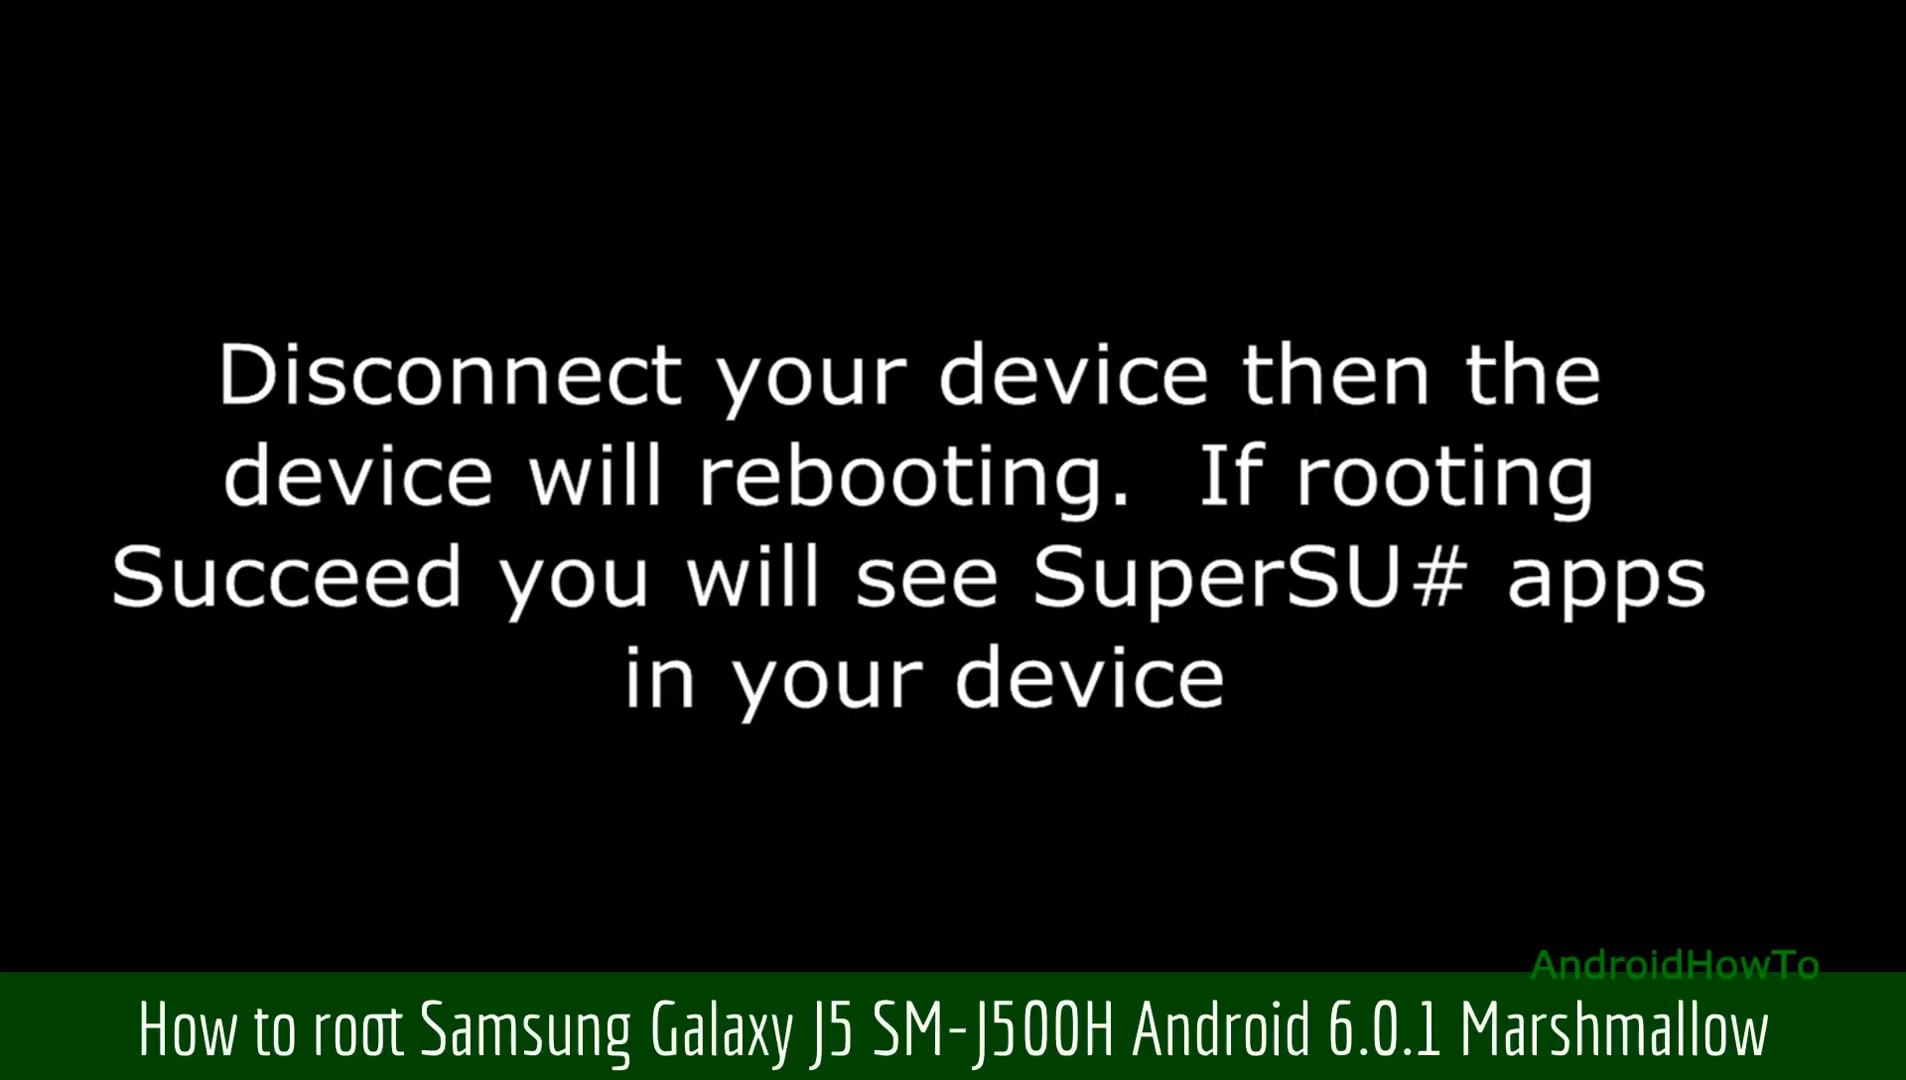 Disconnect your device then the
device will rebooting.  If rooting
Succeed you will see SuperSU# apps
in your device
AndroidHowTo
How to root Samsung Galaxy J5 SM-J500H Android 6.0.1 Marshmallow